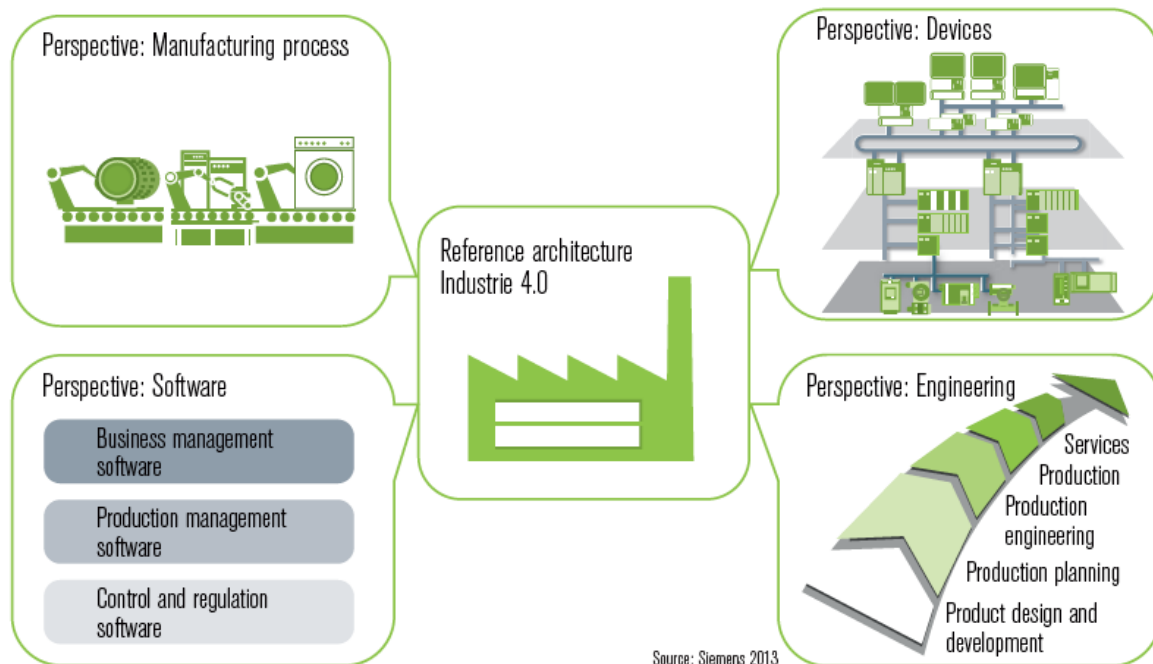 Perspective: Manufacturing process
Perspective: Devices
Reference architecture
Industrie 4.0
Perspective: Software
Business management
software
Production management
software
Control and regulation
software
Perspective: Engineering
Services
Production
Production
engineering
Production planning
Product design and
development
Source: Siemens 2013